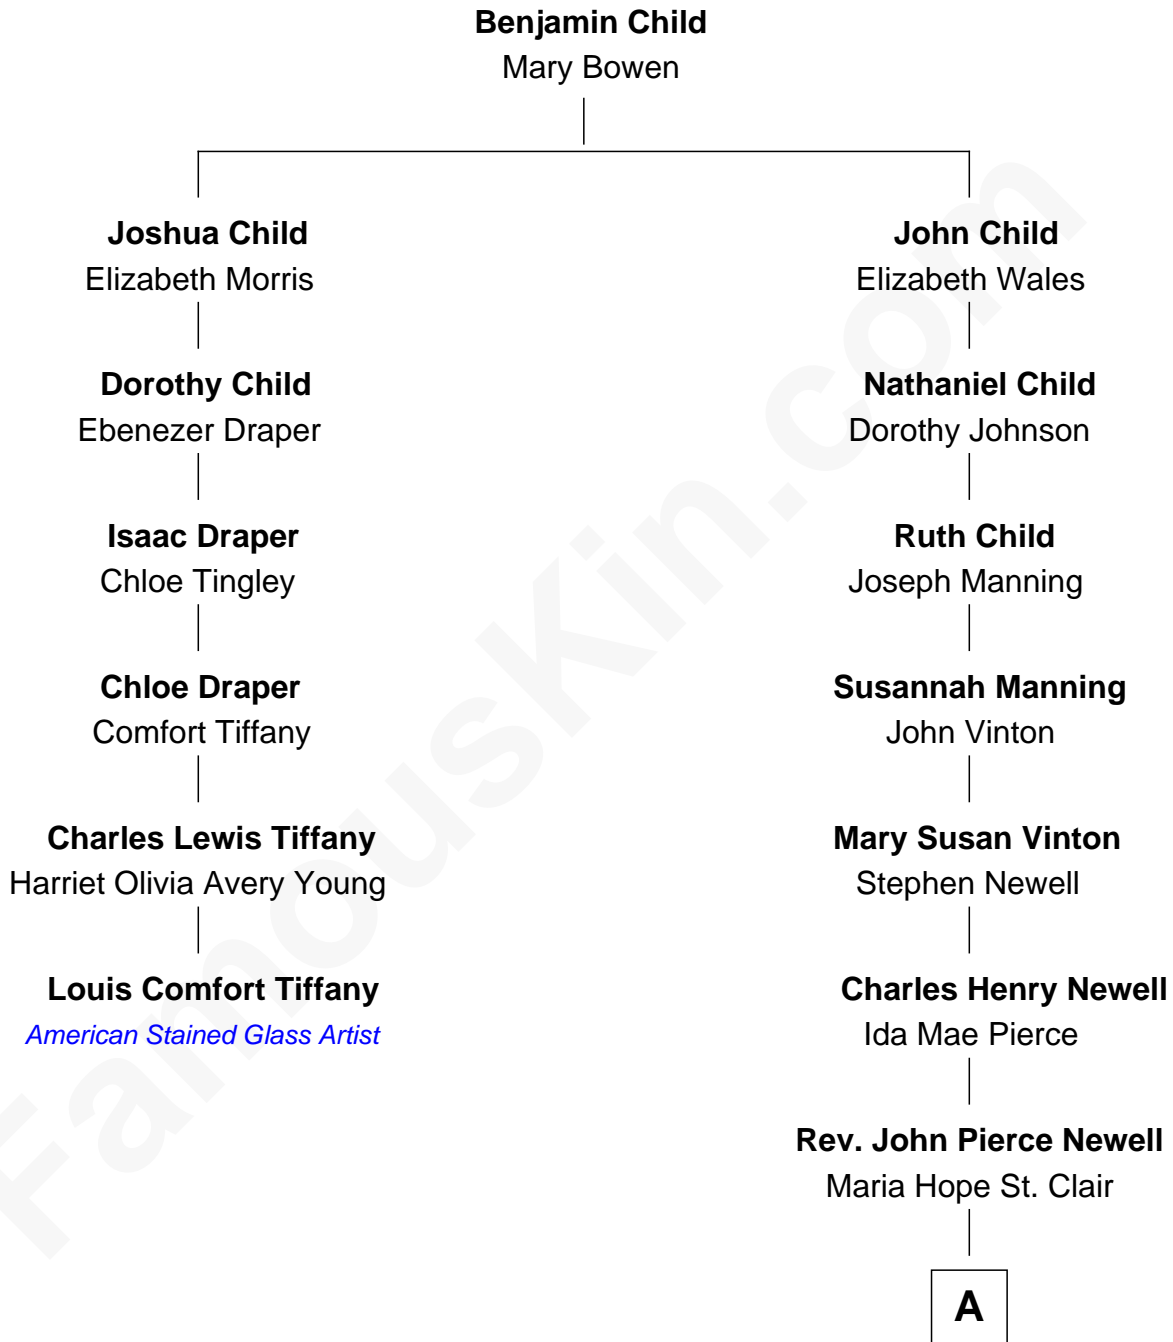 Benjamin Child
Mary Bowen
Joshua Child
Elizabeth Morris
John Child
Elizabeth Wales
Dorothy Child
Ebenezer Draper
Nathaniel Child
Dorothy Johnson
Isaac Draper
Chloe Tingley
Ruth Child
Joseph Manning
Chloe Draper
Comfort Tiffany
Susannah Manning
John Vinton
Charles Lewis Tiffany
Harriet Olivia Avery Young
Mary Susan Vinton
Stephen Newell
Louis Comfort Tiffany
American Stained Glass Artist
Charles Henry Newell
Ida Mae Pierce
Rev. John Pierce Newell
Maria Hope St. Clair
A
FamousKin.com